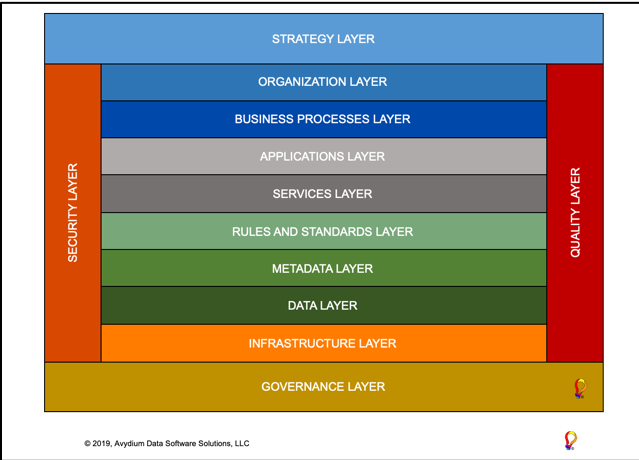 STRATEGY LAYER
SECURITY LAYER
ORGANIZATION LAYER
BUSINESS PROCESSES LAYER
APPLICATIONS LAYER
SERVICES LAYER
RULES AND STANDARDS LAYER
METADATA LAYER
DATA LAYER
INFRASTRUCTURE LAYER
QUALITY LAYER
GOVERNANCE LAYER
© 2019, Avydium Data Software Solutions, LLC